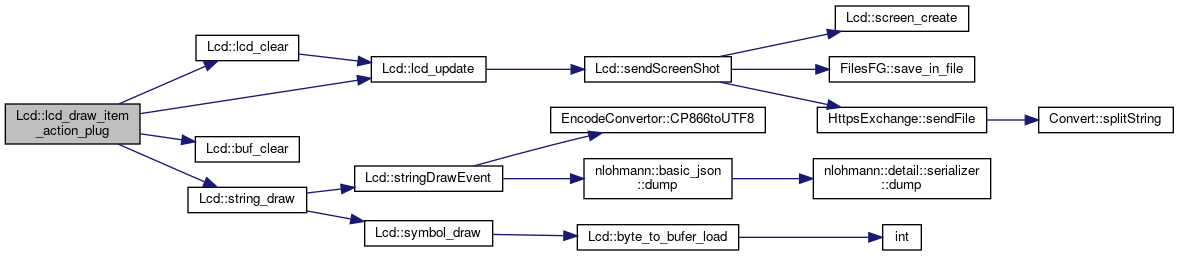 Lcd::lcd_draw_item
_action_plug
Lcd::lcd_clear
Lcd::lcd_update
Lcd::sendScreenShot
Lcd::screen_create
FilesFG::save_in_file
HttpsExchange::sendFile
Convert::splitString
Lcd::buf_clear
Lcd::string_draw
Lcd::stringDrawEvent
EncodeConvertor::CP866toUTF8
nlohmann::basic_json
::dump
nlohmann::detail::serializer
::dump
Lcd::symbol_draw
Lcd::byte_to_bufer_load
int